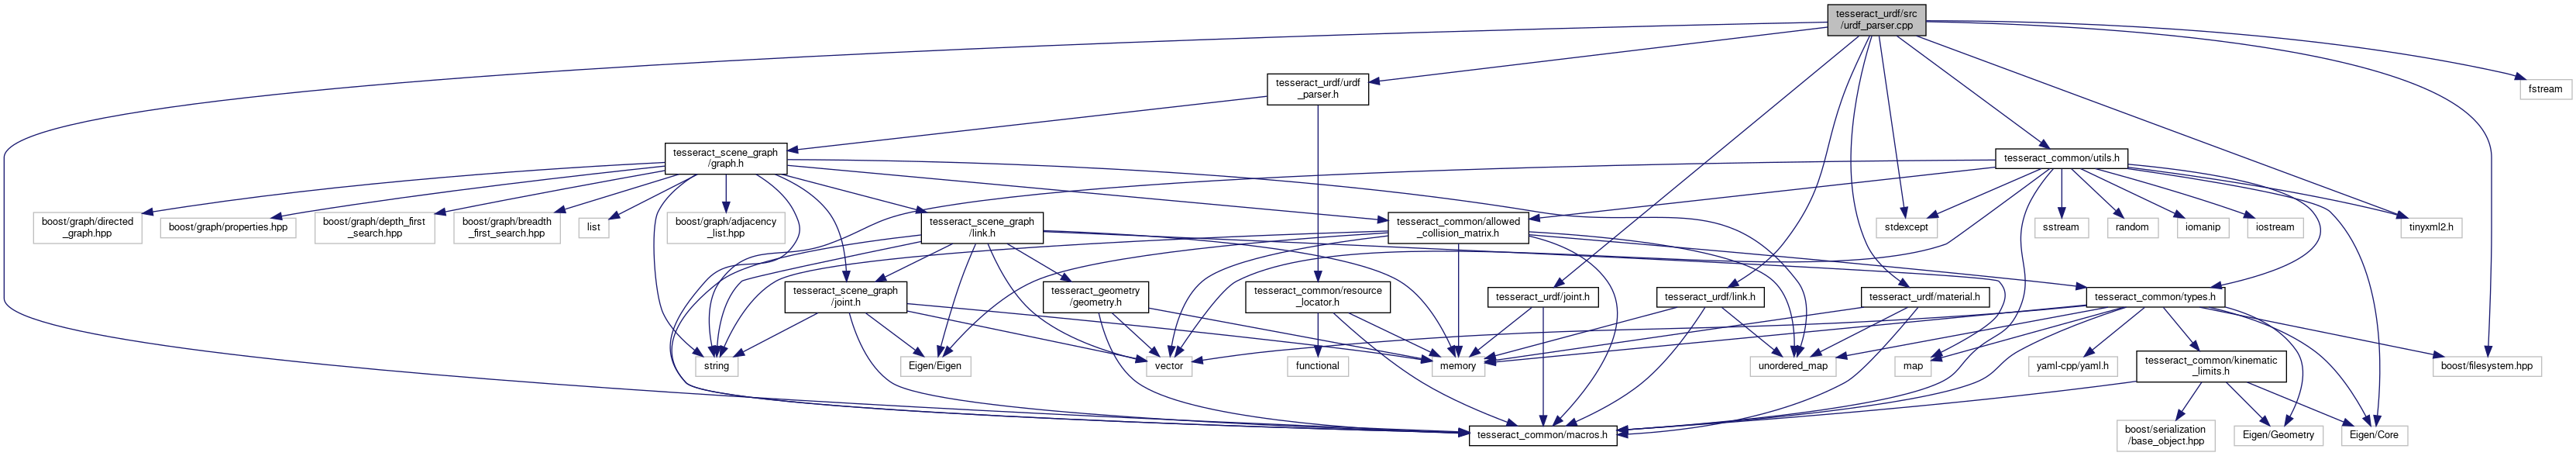 tesseract_urdf/src
/urdf_parser.cpp
fstream
tesseract_urdf/urdf
_parser.h
tesseract_scene_graph
/graph.h
tesseract_common/utils.h
boost/graph/directed
_graph.hpp
boost/graph/properties.hpp
boost/graph/depth_first
_search.hpp
boost/graph/breadth
_first_search.hpp
list
boost/graph/adjacency
_list.hpp
tesseract_scene_graph
/link.h
tesseract_common/allowed
_collision_matrix.h
stdexcept
sstream
random
iomanip
iostream
tinyxml2.h
tesseract_scene_graph
/joint.h
tesseract_geometry
/geometry.h
tesseract_common/resource
_locator.h
tesseract_urdf/joint.h
tesseract_urdf/link.h
tesseract_urdf/material.h
tesseract_common/types.h
string
Eigen/Eigen
vector
functional
memory
unordered_map
map
yaml-cpp/yaml.h
tesseract_common/kinematic
_limits.h
boost/filesystem.hpp
tesseract_common/macros.h
boost/serialization
/base_object.hpp
Eigen/Geometry
Eigen/Core